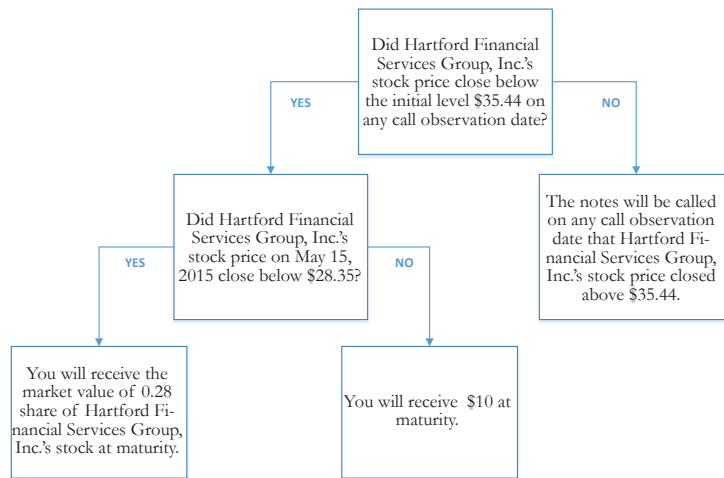 Did Hartford Financial
Services Group, Inc.'s
stock price close below
the initial level $35.44 on
any call observation date?
YES
NO
Did Hartford Financial
Services Group, Inc.'s
stock price on May 15,
2015 close below $28.35?
The notes will be called
on any call observation
date that Hartford Fi-
nancial Services Group,
Inc.'s stock price closed
above $35.44.
YES
NO
You will receive the
market value of 0.28
share of Hartford Fi-
nancial Services Group,
Inc.'s stock at maturity.
You will receive $10 at
maturity.